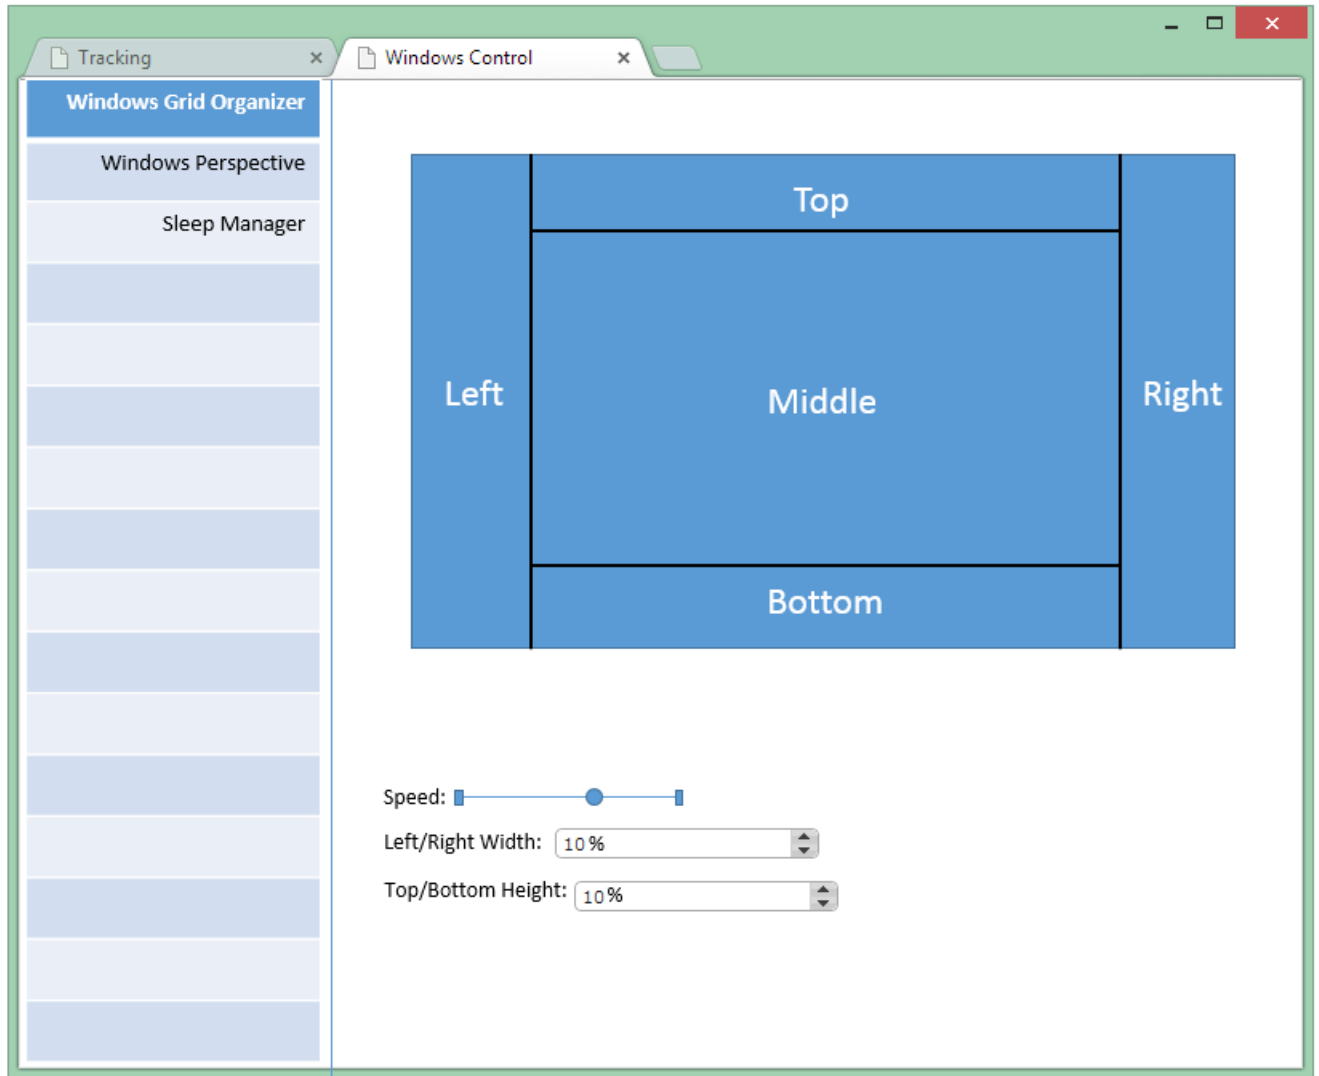 Tracking
Windows Control
Windows Grid Organizer
Windows Perspective
Sleep Manager
Top
Left
Middle
Right
Bottom
Speed:
Left/Right Width: 10%
Top/Bottom Height: 10%